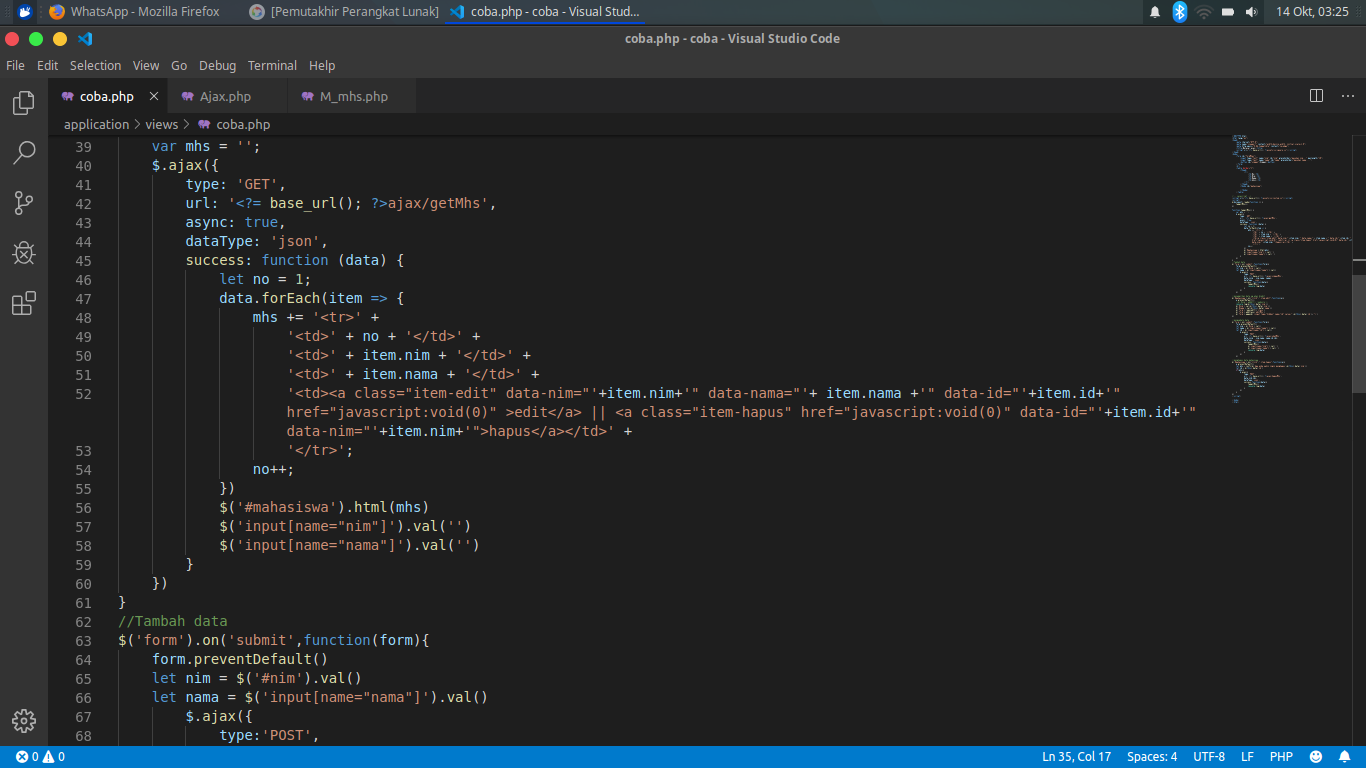 WhatsApp - Mozilla Firefox [Pemutakhir Perangkat Lunak] coba.php - coba - Visual Stud... 14 Okt, 03:25
coba.php - coba - Visual Studio Code
File Edit Selection View Go Debug Terminal Help
coba.php Ajax.php M_mhs.php
application > views > coba.php
39 var mhs = '';
40 $.ajax({
41 type: 'GET',
42 url: '<?= base_url(); ?>ajax/getMhs',
43 async: true,
44 dataType: 'json',
45 success: function (data) {
46 let no = 1;
47 data.forEach(item => {
48 mhs += '<tr>' +
49 '<td>' + no + '</td>' +
50 '<td>' + item.nim + '</td>' +
51 '<td>' + item.nama + '</td>' +
52 '<td><a class="item-edit" data-nim="'+item.nim+'" data-nama="'+ item.nama +'" data-id="'+item.id+'"
href="javascript:void(0)" >edit</a> || <a class="item-hapus" href="javascript:void(0)" data-id="'+item.id+'"
data-nim="'+item.nim+'">hapus</a></td>' +
53 '</tr>';
54 no++;
55 })
56 $('#mahasiswa').html(mhs)
57 $('input[name="nim"]').val('')
58 $('input[name="nama"]').val('')
59 }
60 })
61 }
62 //Tambah data
63 $('form').on('submit',function(form){
64 form.preventDefault()
65 let nim = $('#nim').val()
66 let nama = $('input[name="nama"]').val()
67 $.ajax({
68 type:'POST',
0 0 Ln 35, Col 17 Spaces: 4 UTF-8 LF PHP